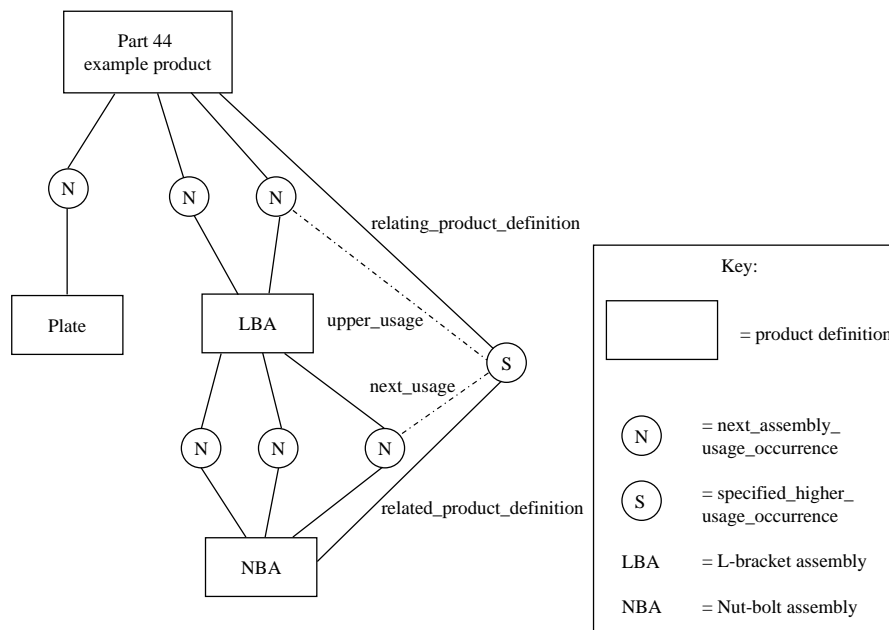 Part 44
example product
N
N
N
relating_product_definition
Plate
LBA
upper_usage
S
next_usage
N
N
N
related_product_definition
NBA
Key:
= product definition
N
= next_assembly_
usage_occurrence
S
= specified_higher_
usage_occurrence
LBA
= L-bracket assembly
NBA
= Nut-bolt assembly